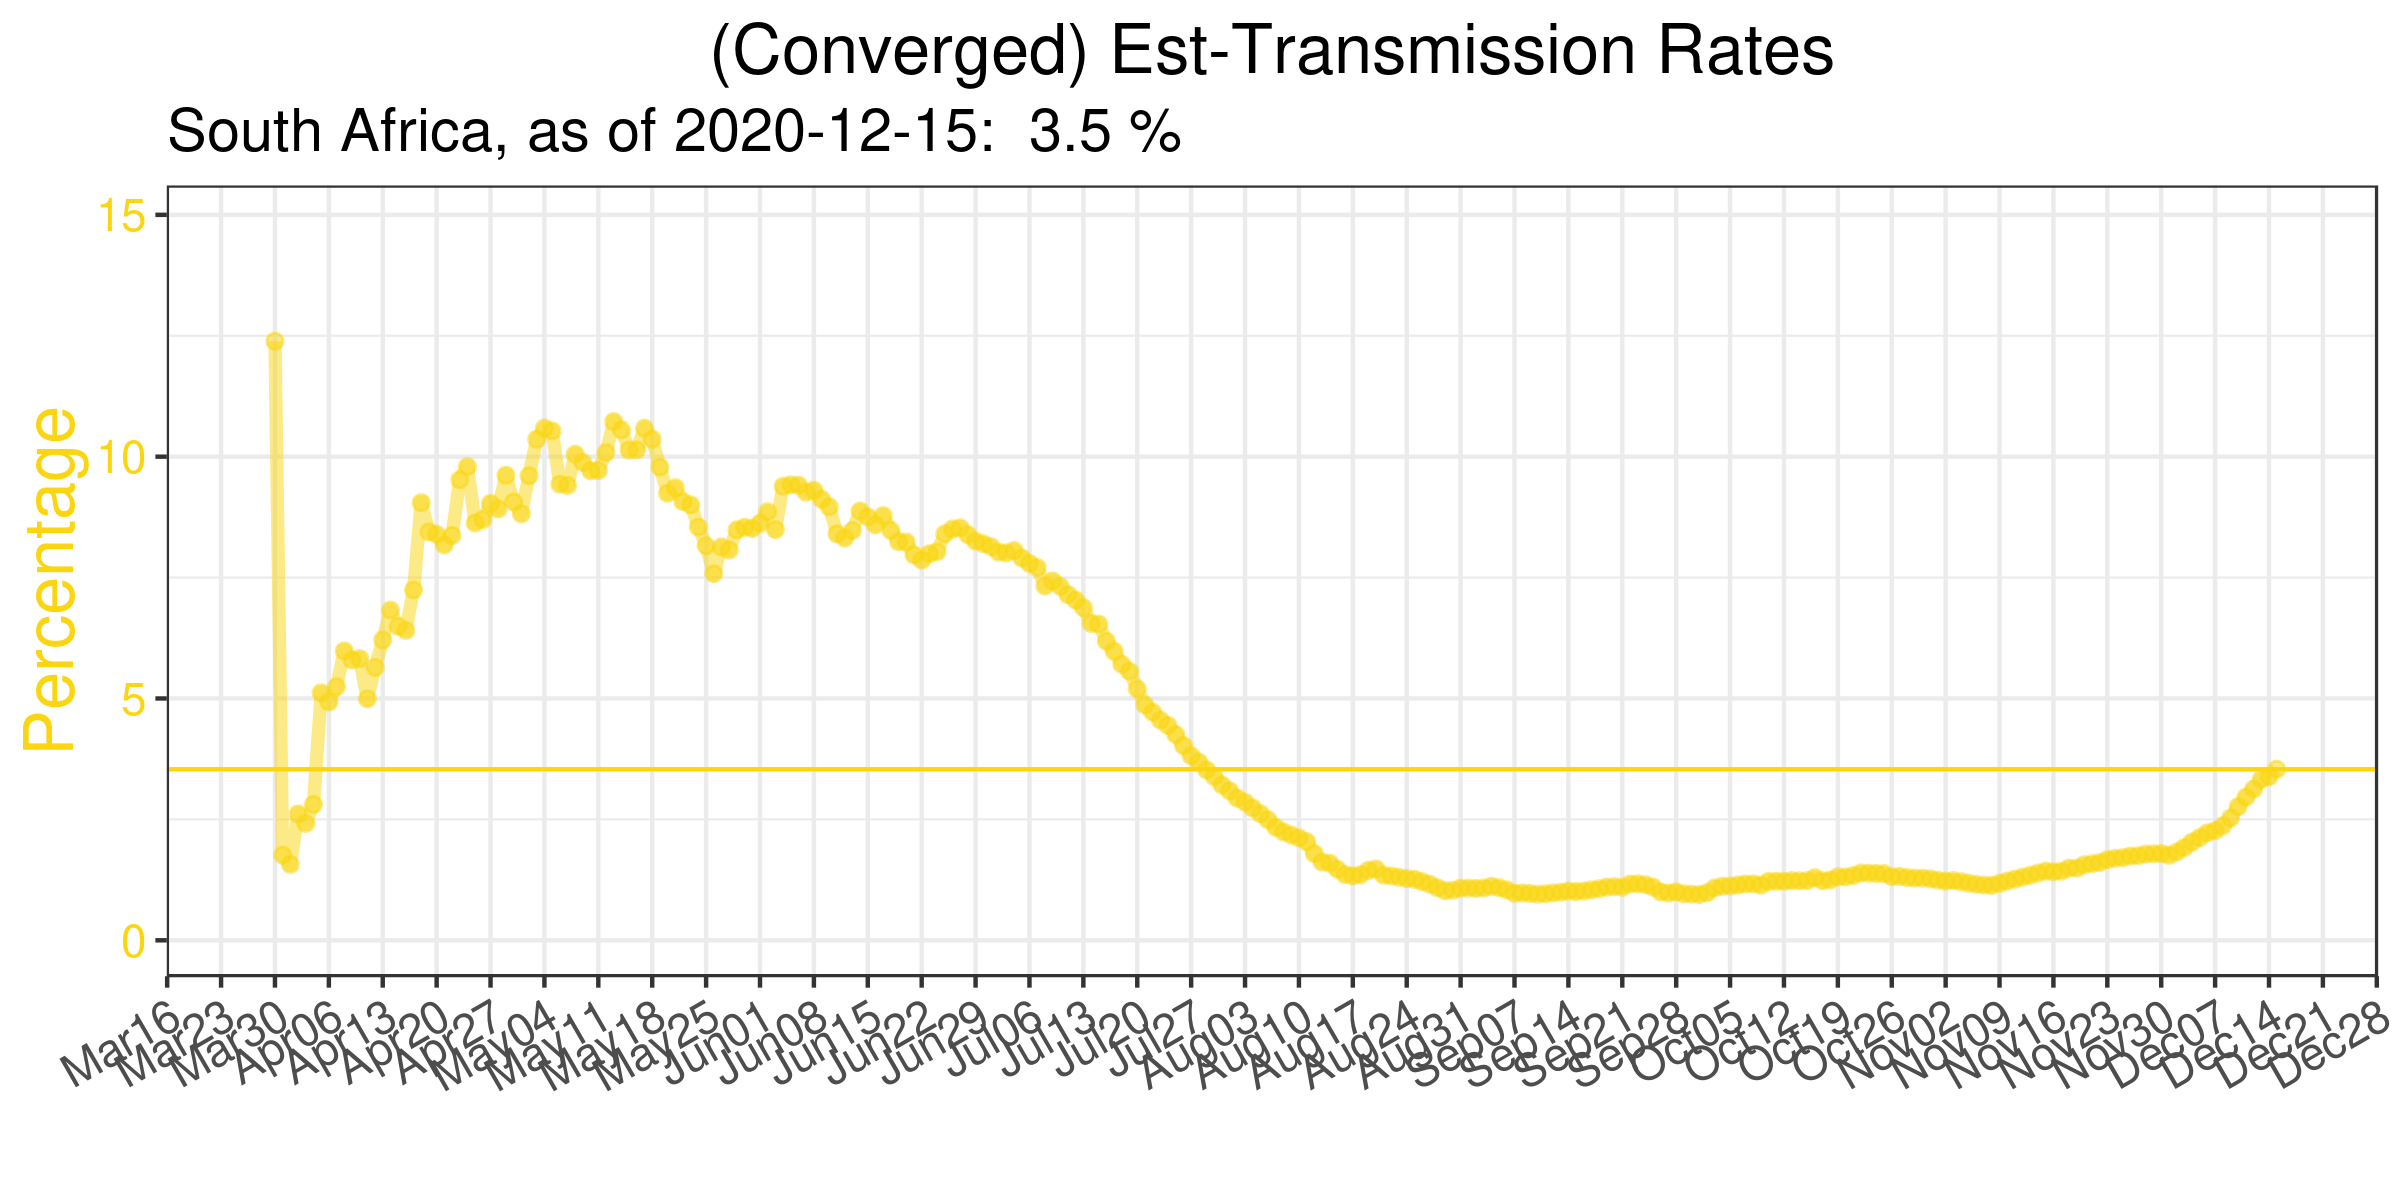 (Converged) Est-Transmission Rates
South Africa, as of 2020-12-15:  3.5 %
Percentage
15
10
5
0
Mar16
Mar23
Mar30
Apr06
Apr13
Apr20
Apr27
May04
May11
May18
May25
Jun01
Jun08
Jun15
Jun22
Jun29
Jul06
Jul13
Jul20
Jul27
Aug03
Aug10
Aug17
Aug24
Aug31
Sep07
Sep14
Sep21
Sep28
Oct05
Oct12
Oct19
Oct26
Nov02
Nov09
Nov16
Nov23
Nov30
Dec07
Dec14
Dec21
Dec28